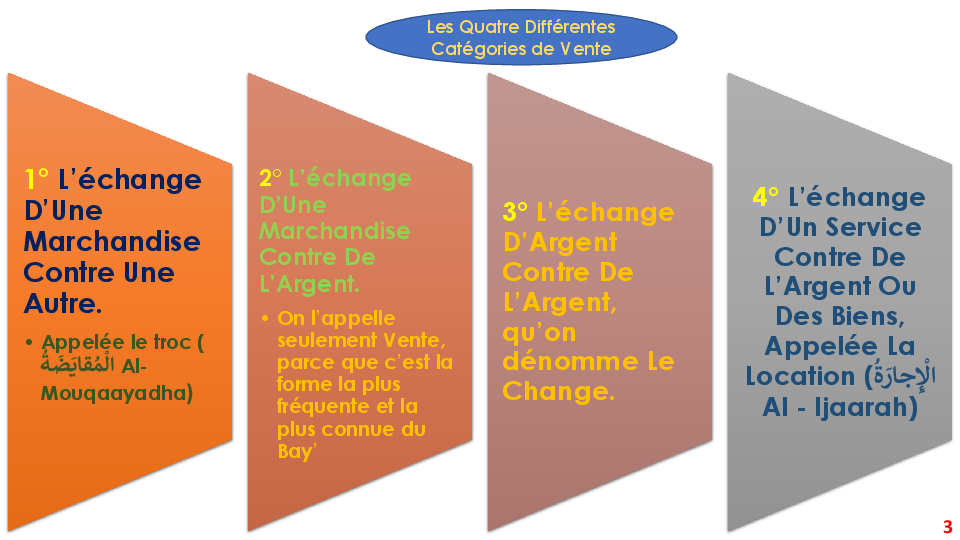 Les Quatre Différentes
Catégories de Vente
1° L’échange
D’Une
Marchandise
Contre Une
Autre.
• Appelée le troc (
الْمُقايَضَةُ Al-
Mouqaayadha)
2° L’échange
D’Une
Marchandise
Contre De
L’Argent.
• On l’appelle
seulement Vente,
parce que c’est la
forme la plus
fréquente et la
plus connue du
Bay’
3° L’échange
D’Argent
Contre De
L’Argent,
qu’on
dénomme Le
Change.
4° L’échange
D’Un Service
Contre De
L’Argent Ou
Des Biens,
Appelée La
Location (الْإِجارَةُ
Al - Ijaarah)
3